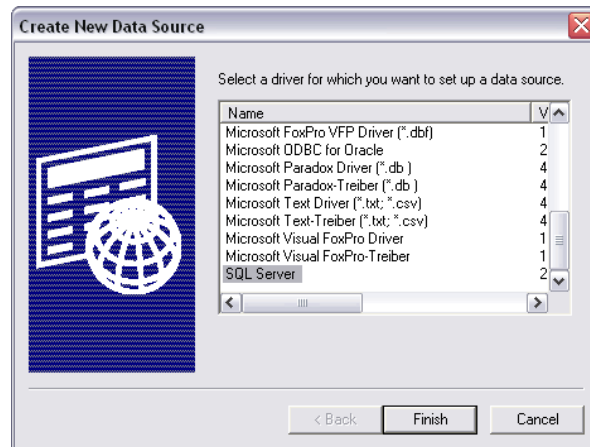 Create New Data Source
Select a driver for which you want to set up a data source.
Name V
Microsoft FoxPro VFP Driver (*.dbf) 1
Microsoft ODBC for Oracle 2
Microsoft Paradox Driver (*.db ) 4
Microsoft Paradox-Treiber (*.db ) 4
Microsoft Text Driver (*.txt; *.csv) 4
Microsoft Text-Treiber (*.txt; *.csv) 4
Microsoft Visual FoxPro Driver 1
Microsoft Visual FoxPro-Treiber 1
SQL Server 2
< Back Finish Cancel